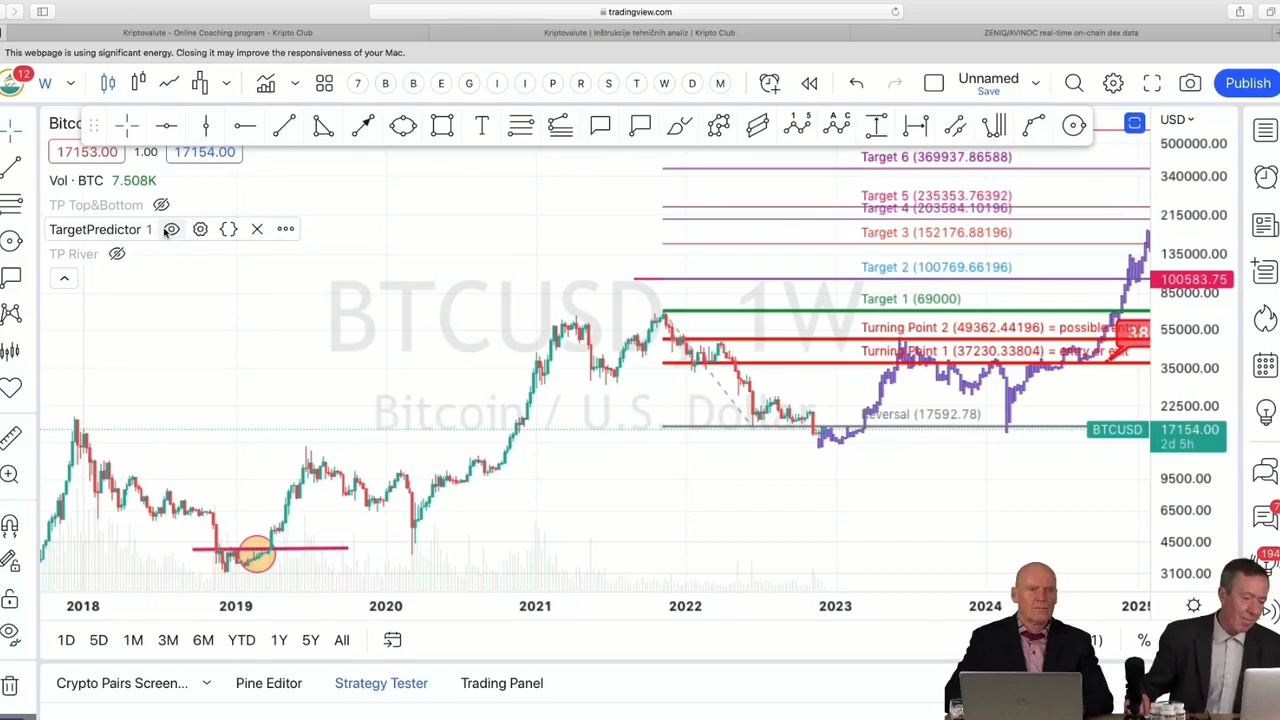 tradingview.com
Kriptovalute - Online Coaching program - Kripto Club
Kriptovalute | Inštrukcije tehničnih analiz | Kripto Club
ZENIQ/AVINOC real-time on-chain dex data
This webpage is using significant energy. Closing it may improve the responsiveness of your Mac.
12
W
7 B B E G I I P R S T W D M
Unnamed
Save
Publish
Bitc
USD
17153.00 1.00 17154.00
Vol · BTC 7.508K
TP Top&Bottom
TargetPredictor 1
TP River
500000.00
340000.00
215000.00
135000.00
100583.75
85000.00
55000.00
35000.00
22500.00
BTCUSD 17154.00
2d 5h
9500.00
6500.00
4500.00
3100.00
Target 6 (369937.86588)
Target 5 (235353.76392)
Target 4 (203584.10196)
Target 3 (152176.88196)
Target 2 (100769.66196)
Target 1 (69000)
Turning Point 2 (49362.44196) = possible
38
Turning Point 1 (37230.33804) = entry or exit
Reversal (17592.78)
BTCUSD, 1W
Bitcoin / U.S. Dollar
2018 2019 2020 2021 2022 2023 2024 2025
1D 5D 1M 3M 6M YTD 1Y 5Y All
%
Crypto Pairs Screen... Pine Editor Strategy Tester Trading Panel
7
194